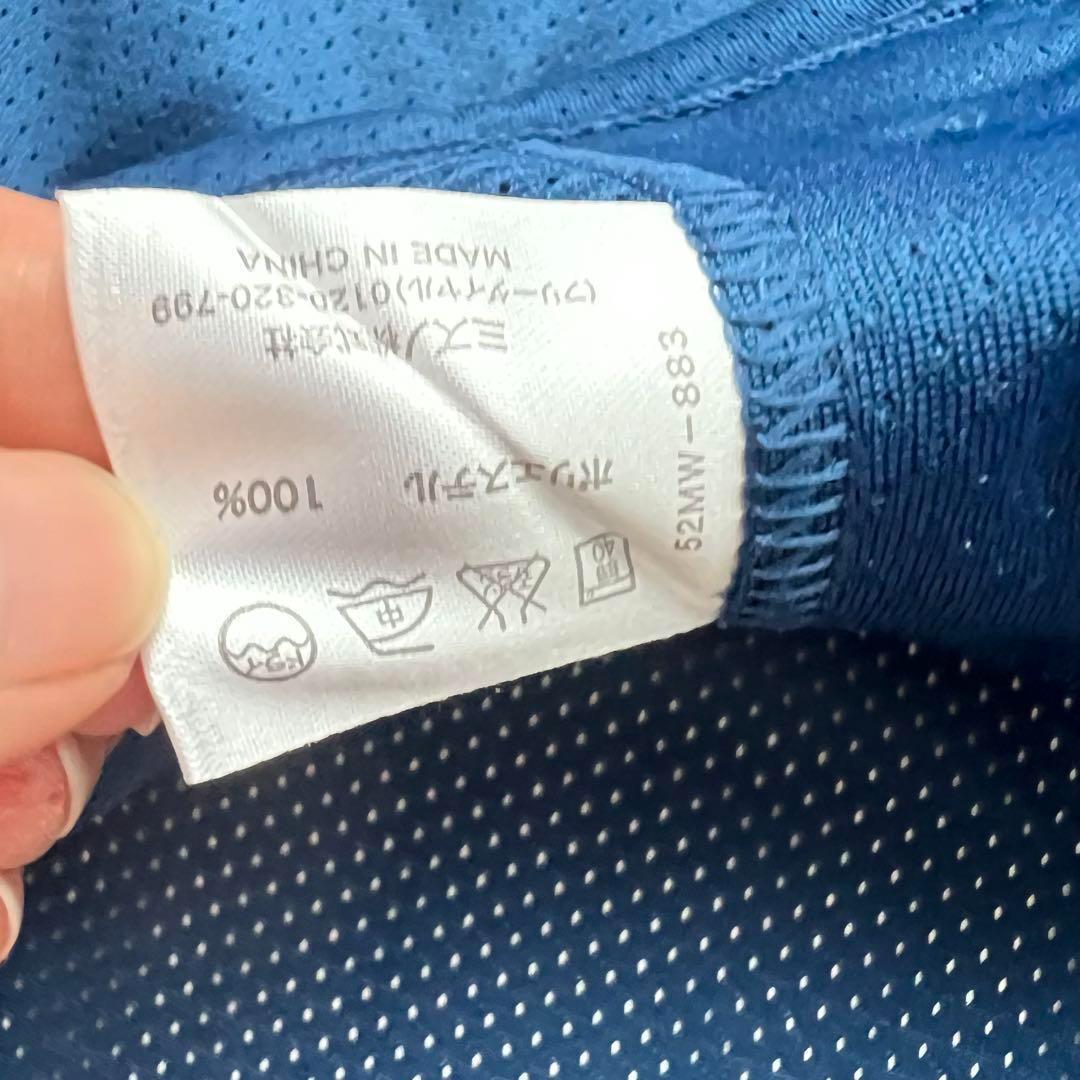 40 中 ドライ
ポリエステル 100%
ミズノ株式会社
(フリーダイヤル)0120-320-799
MADE IN CHINA
52MW-883